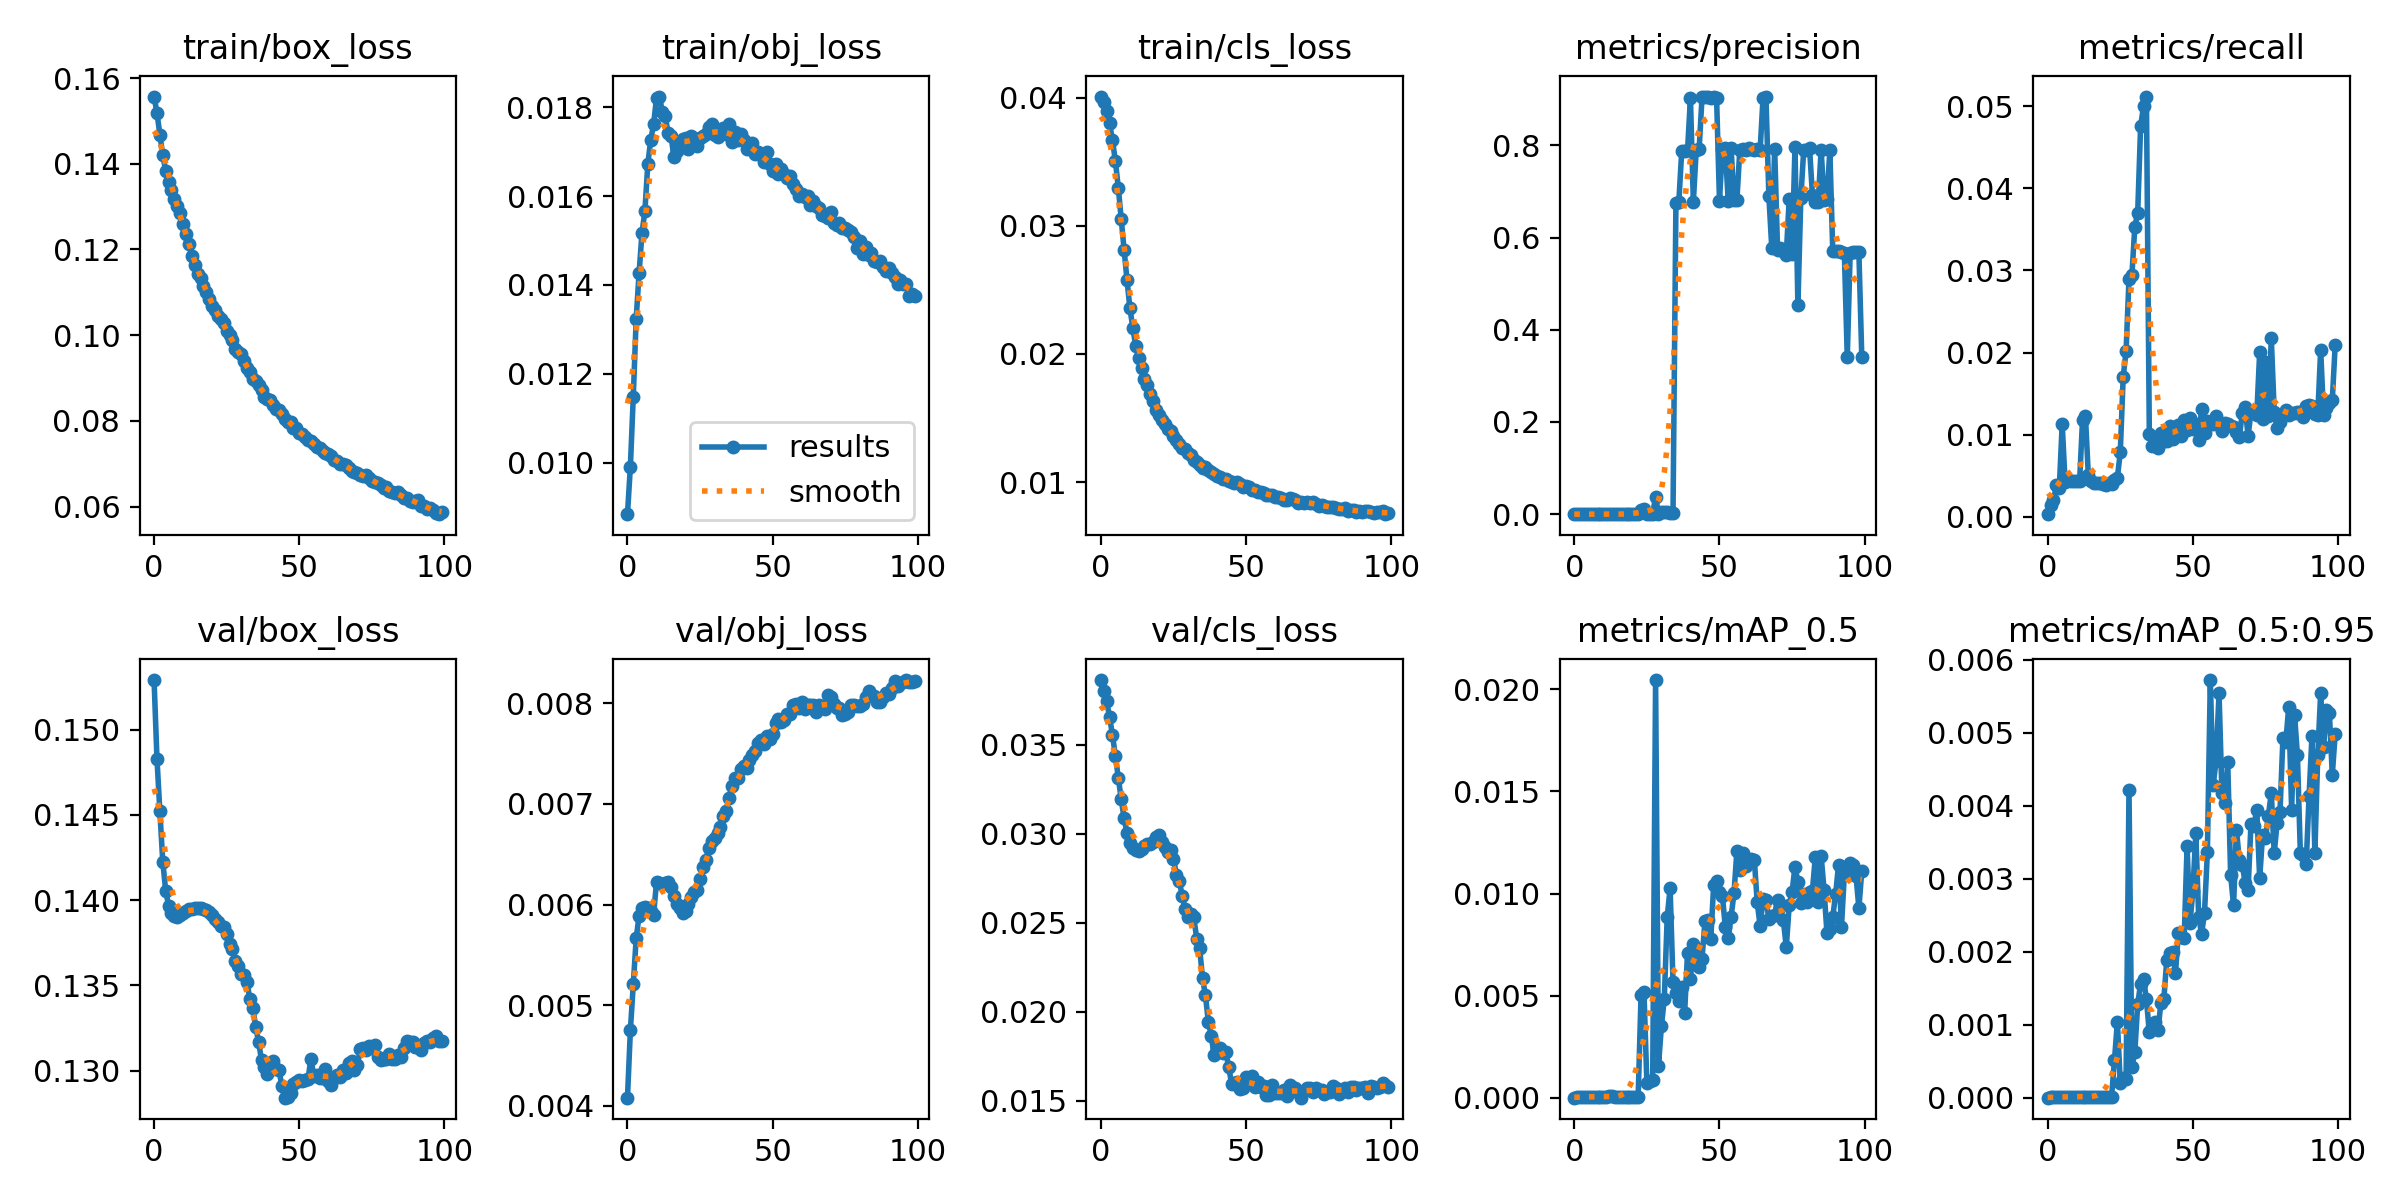 train/box_loss
0.16
0.14
0.12
0.10
0.08
0.06
0 50 100
train/obj_loss
0.018
0.016
0.014
0.012
0.010
results
smooth
0 50 100
train/cls_loss
0.04
0.03
0.02
0.01
0 50 100
metrics/precision
0.8
0.6
0.4
0.2
0.0
0 50 100
metrics/recall
0.05
0.04
0.03
0.02
0.01
0.00
0 50 100
val/box_loss
0.150
0.145
0.140
0.135
0.130
0 50 100
val/obj_loss
0.008
0.007
0.006
0.005
0.004
0 50 100
val/cls_loss
0.035
0.030
0.025
0.020
0.015
0 50 100
metrics/mAP_0.5
0.020
0.015
0.010
0.005
0.000
0 50 100
metrics/mAP_0.5:0.95
0.006
0.005
0.004
0.003
0.002
0.001
0.000
0 50 100